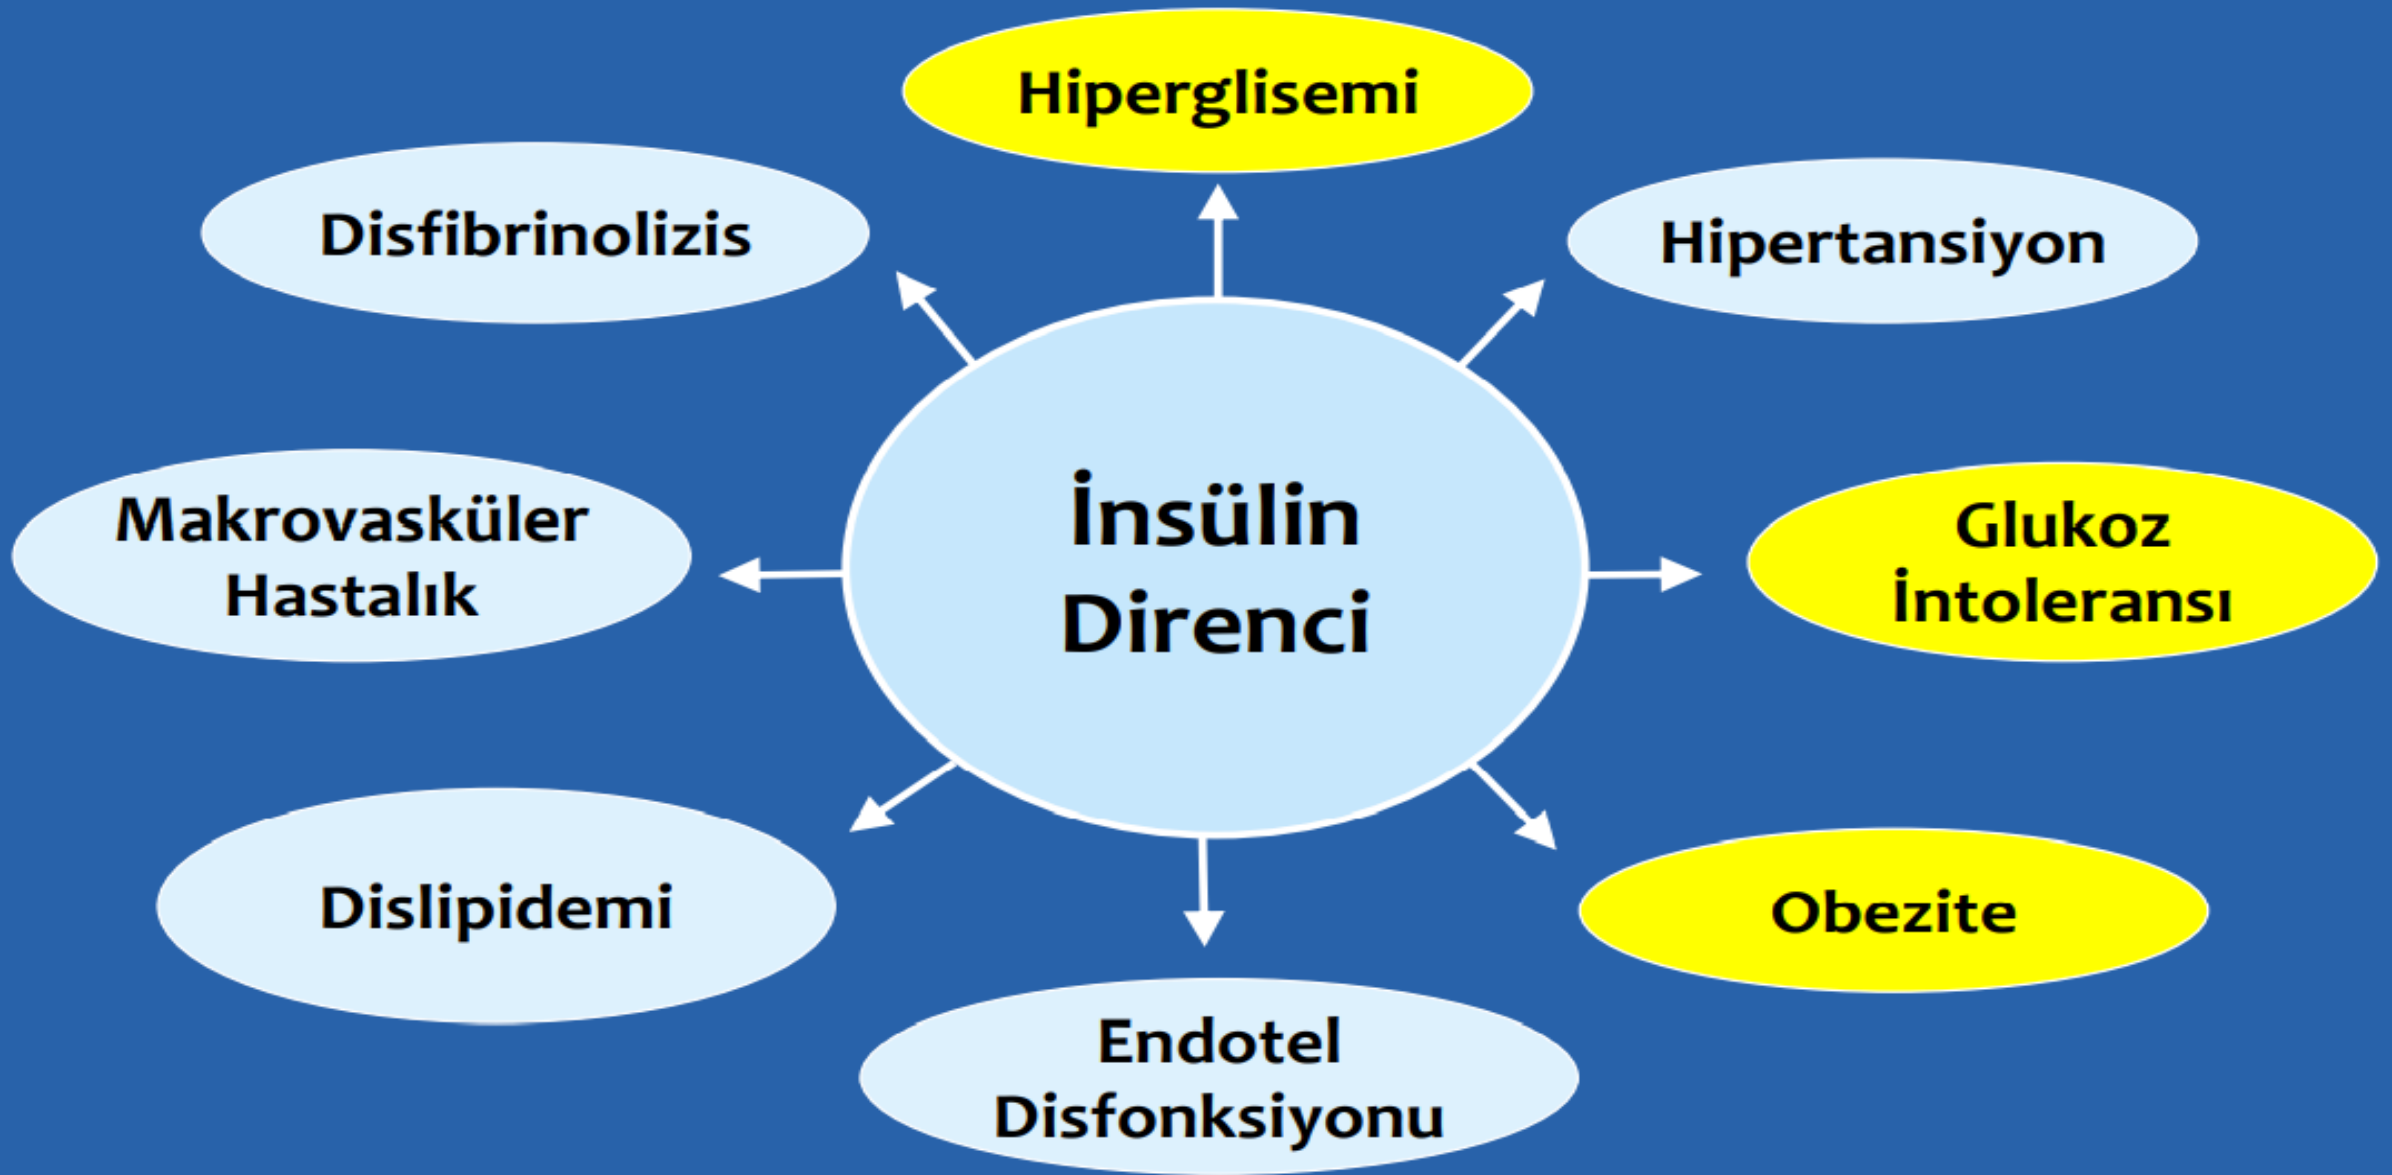 Hiperglisemi
Disfibrinolizis
Hipertansiyon
Makrovasküler
Hastalık
İnsülin
Direnci
Glukoz
İntoleransı
Dislipidemi
Obezite
Endotel
Disfonksiyonu